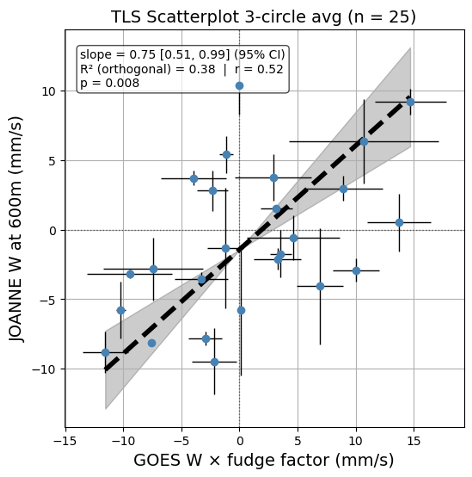 TLS Scatterplot 3-circle avg (n = 25)
slope = 0.75 [0.51, 0.99] (95% CI)
R² (orthogonal) = 0.38 | r = 0.52
p = 0.008
JOANNE W at 600m (mm/s)
10
5
0
−5
−10
−15
−10
−5
0
5
10
15
GOES W × fudge factor (mm/s)